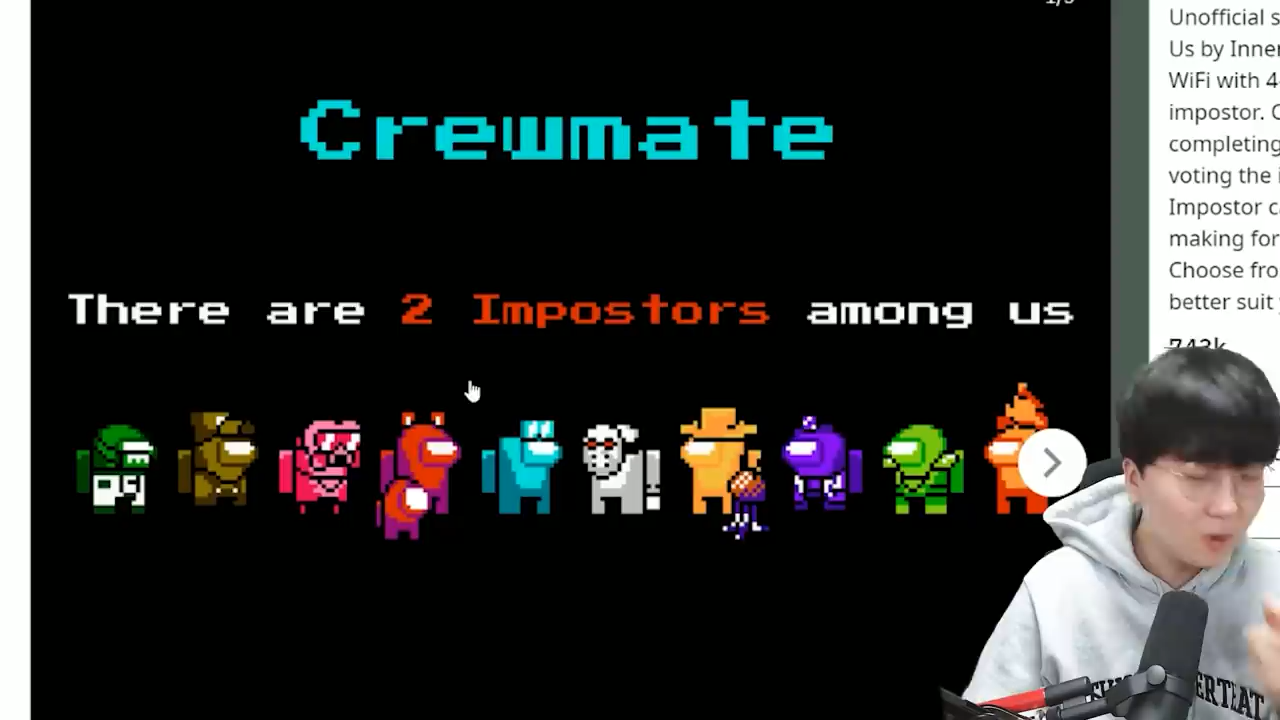 Crewmate
There are 2 Impostors among us
Unofficial s
Us by Inner
WiFi with 4
impostor. C
completing
voting the i
Impostor c
making for
Choose fro
better suit
743k